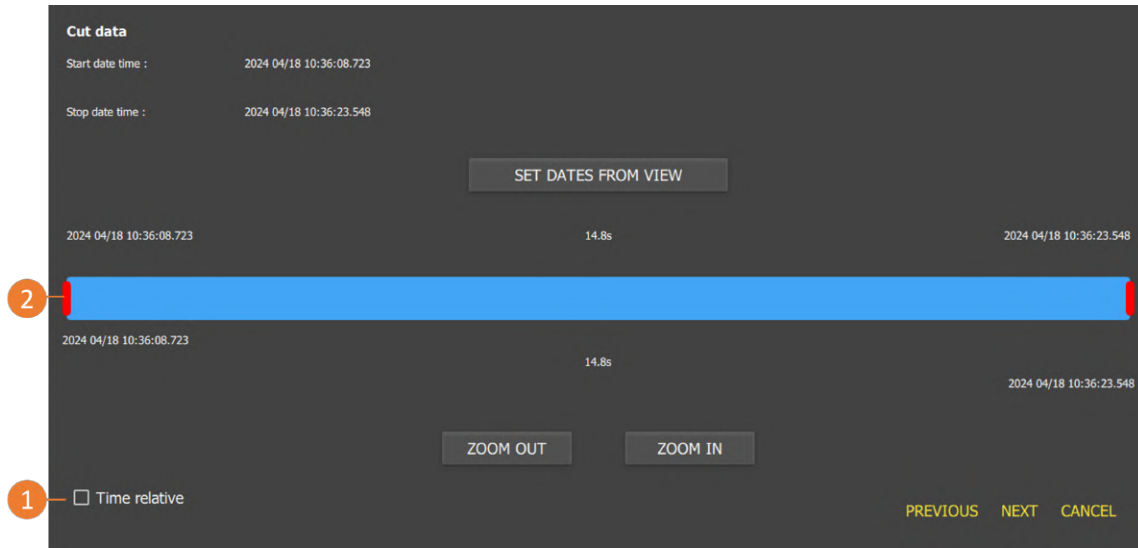 Cut data
Start date time : 2024 04/18 10:36:08.723
Stop date time : 2024 04/18 10:36:23.548
SET DATES FROM VIEW
2024 04/18 10:36:08.723 14.8s 2024 04/18 10:36:23.548
2
2024 04/18 10:36:08.723
14.8s
2024 04/18 10:36:23.548
ZOOM OUT ZOOM IN
1 Time relative
PREVIOUS NEXT CANCEL